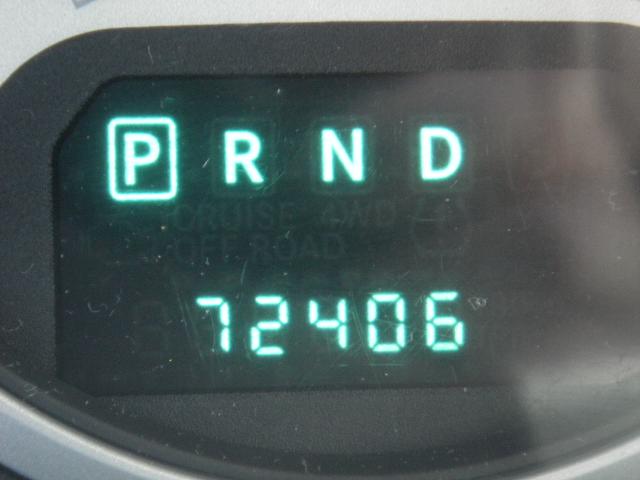 P R N D
CRUISE 4WD
OFF ROAD
72406